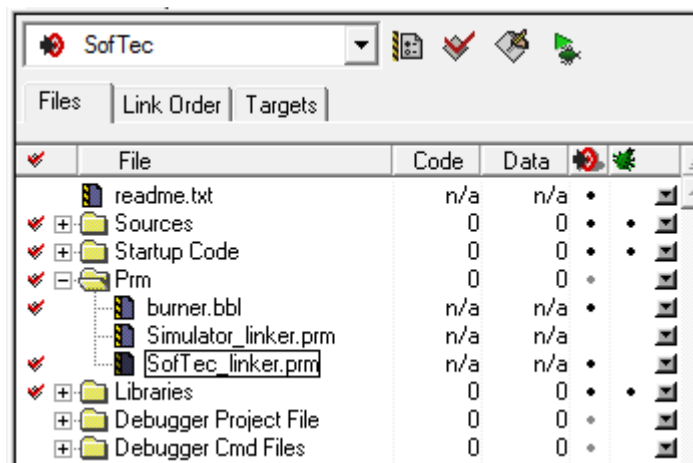 SofTec
Files Link Order Targets
File Code Data
readme.txt n/a n/a
Sources 0 0
Startup Code 0 0
Prm 0 0
burner.bbl n/a n/a
Simulator_linker.prm n/a n/a
SofTec_linker.prm n/a n/a
Libraries 0 0
Debugger Project File 0 0
Debugger Cmd Files 0 0